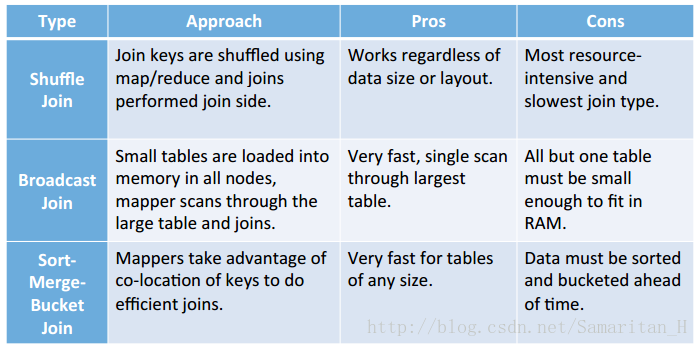 Type Approach Pros Cons
Shuffle
Join
Join keys are shuffled using
map/reduce and joins
performed join side.
Works regardless of
data size or layout.
Most resource-
intensive and
slowest join type.
Broadcast
Join
Small tables are loaded into
memory in all nodes,
mapper scans through the
large table and joins.
Very fast, single scan
through largest
table.
All but one table
must be small
enough to fit in
RAM.
Sort-
Merge-
Bucket
Join
Mappers take advantage of
co-location of keys to do
efficient joins.
Very fast for tables
of any size.
Data must be sorted
and bucketed ahead
of time.
http://blog.csdn.net/Samaritan_H